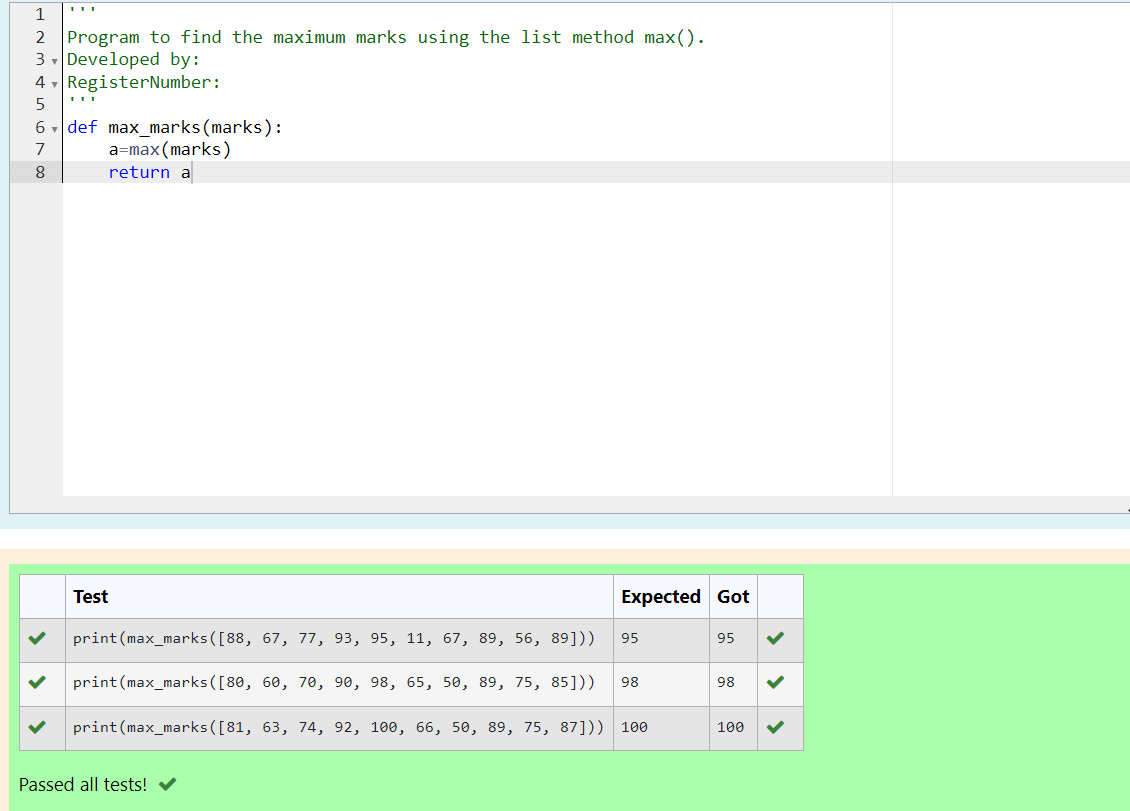 1 '''
2 Program to find the maximum marks using the list method max().
3 Developed by:
4 RegisterNumber:
5 '''
6 def max_marks(marks):
7     a=max(marks)
8     return a
Test Expected Got
print(max_marks([88, 67, 77, 93, 95, 11, 67, 89, 56, 89])) 95 95
print(max_marks([80, 60, 70, 90, 98, 65, 50, 89, 75, 85])) 98 98
print(max_marks([81, 63, 74, 92, 100, 66, 50, 89, 75, 87])) 100 100
Passed all tests!